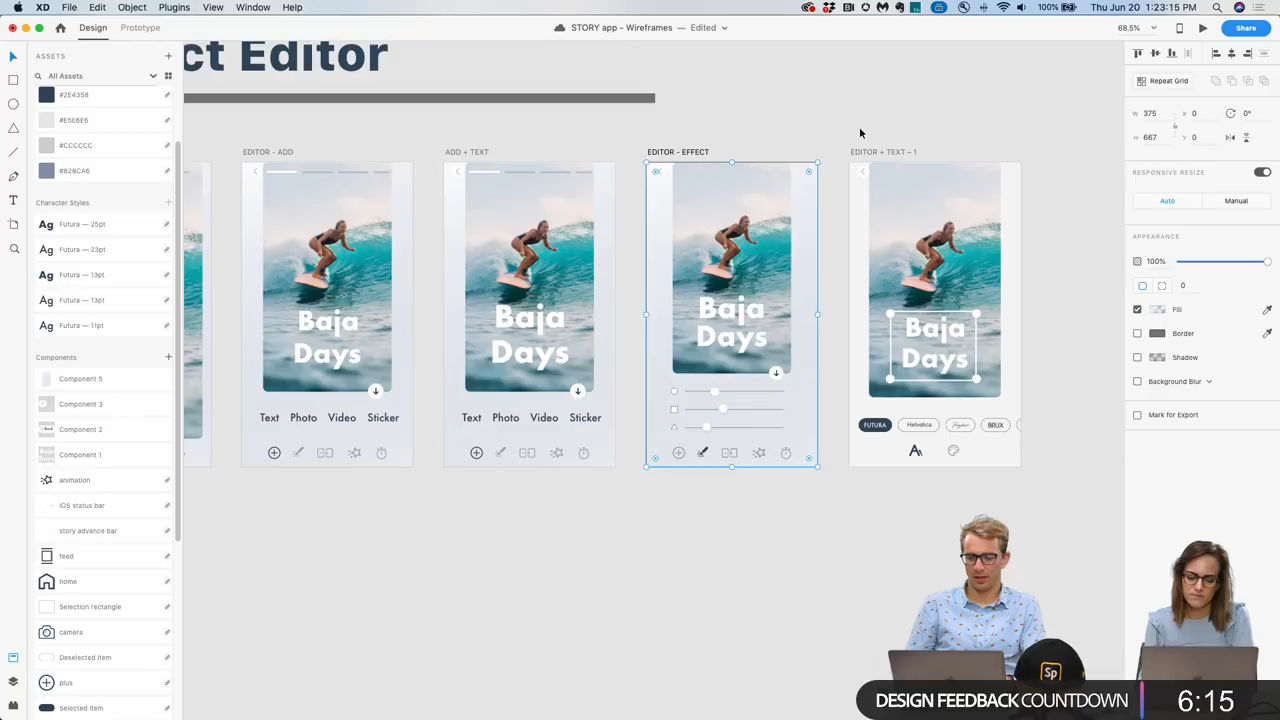 XD File Edit Object Plugins View Window Help
100% Thu Jun 20 1:23:15 PM
Design Prototype
STORY app - Wireframes – Edited
68.5%
Share
ASSETS
All Assets
#2E4358
#E5E6E6
#CCCCCC
#828CA6
Character Styles
Ag Futura — 25pt
Ag Futura — 23pt
Ag Futura — 13pt
Ag Futura — 13pt
Ag Futura — 11pt
Components
Component 5
Component 3
Component 2
Component 1
animation
iOS status bar
story advance bar
feed
home
Selection rectangle
camera
Deselected item
plus
Selected item
ct Editor
EDITOR - ADD
Baja
Days
Text Photo Video Sticker
ADD + TEXT
Baja
Days
Text Photo Video Sticker
EDITOR - EFFECT
Baja
Days
EDITOR + TEXT – 1
Baja
Days
FUTURA Helvetica BRUX
Repeat Grid
W 375 X 0 0°
H 667 Y 0
RESPONSIVE RESIZE
Auto Manual
APPEARANCE
100%
0
Fill
Border
Shadow
Background Blur
Mark for Export
Sp
DESIGN FEEDBACK COUNTDOWN 6:15